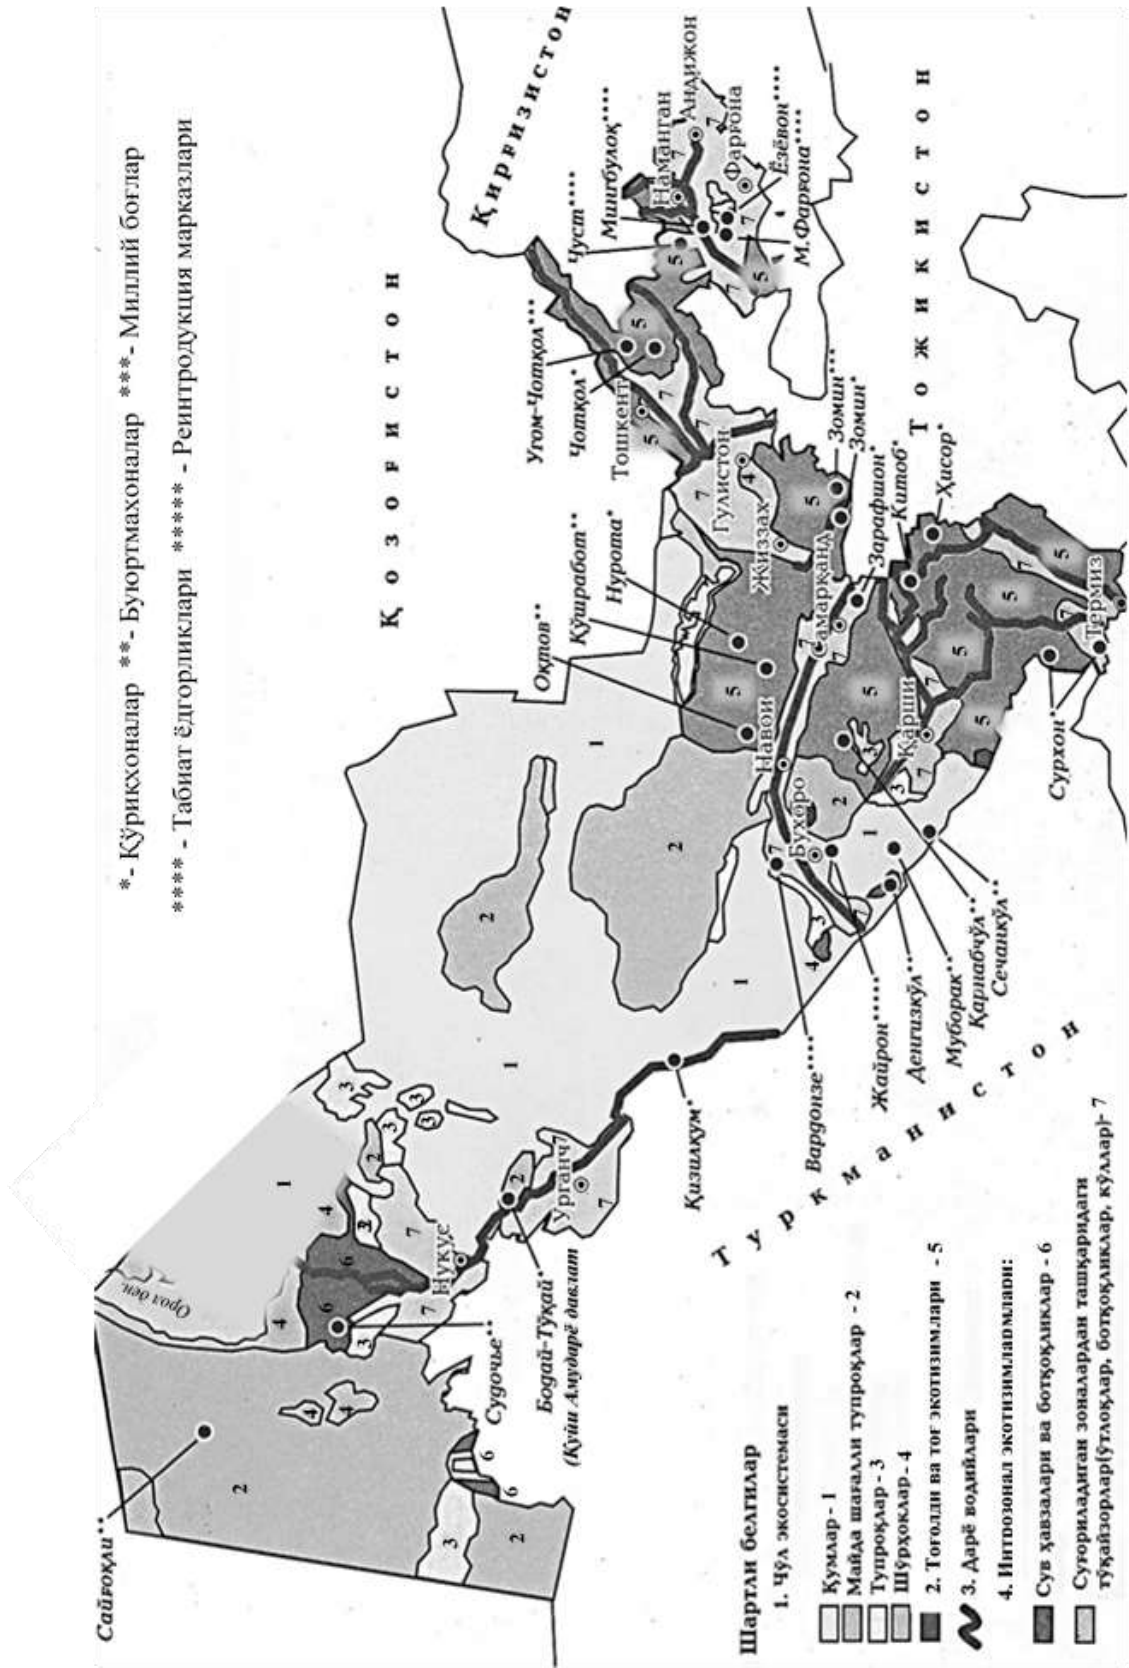 *- Қўриқхоналар **- Буюртмахоналар ***- Миллий боғлар
**** - Табиат ёдгорликлари ***** - Реинтродукция марказлари
Қирғизистон
Қозоғистон
Тожикистон
Туркманистон
Орол ден.
Сайғоқли**
Судочье**
Бодай-Тўқай*
(Қуйи Амударё давлат
Нукус
Урганч
Қизилқум*
Вардонзе****
Жайрон*****
Денгизкўл***
Муборак**
Қарнабчўл**
Сечанкўл**
Бухоро
Навои
Қарши
Самарқанд
Жиззах
Гулистон
Тошкент
Термиз
Сурхон*
Оқтов**
Қўшработ**
Нурота*
Угом-Чотқол***
Чотқол*
Чуст****
Мингбулоқ****
Наманган
Андижон
Фарғона
Ёзёвон****
М.Фарғона****
Зомин***
Зомин*
Зарафшон*
Китоб*
Ҳисор*
Шартли белгилар
1. Чўл экосистемаси
Қумлар - 1
Майда шағалли тупроқлар - 2
Тупроқлар - 3
Шўрҳоклар - 4
2. Тоғолди ва тоғ экотизимлари - 5
3. Дарё водийлари
4. Интрозонал экотизимлармлари:
Сув ҳавзалари ва ботқоқликлар - 6
Суғориладиган зоналардан ташқаридаги
тўқайзорлар(ўтлоқлар, ботқоқликлар, кўллар)- 7